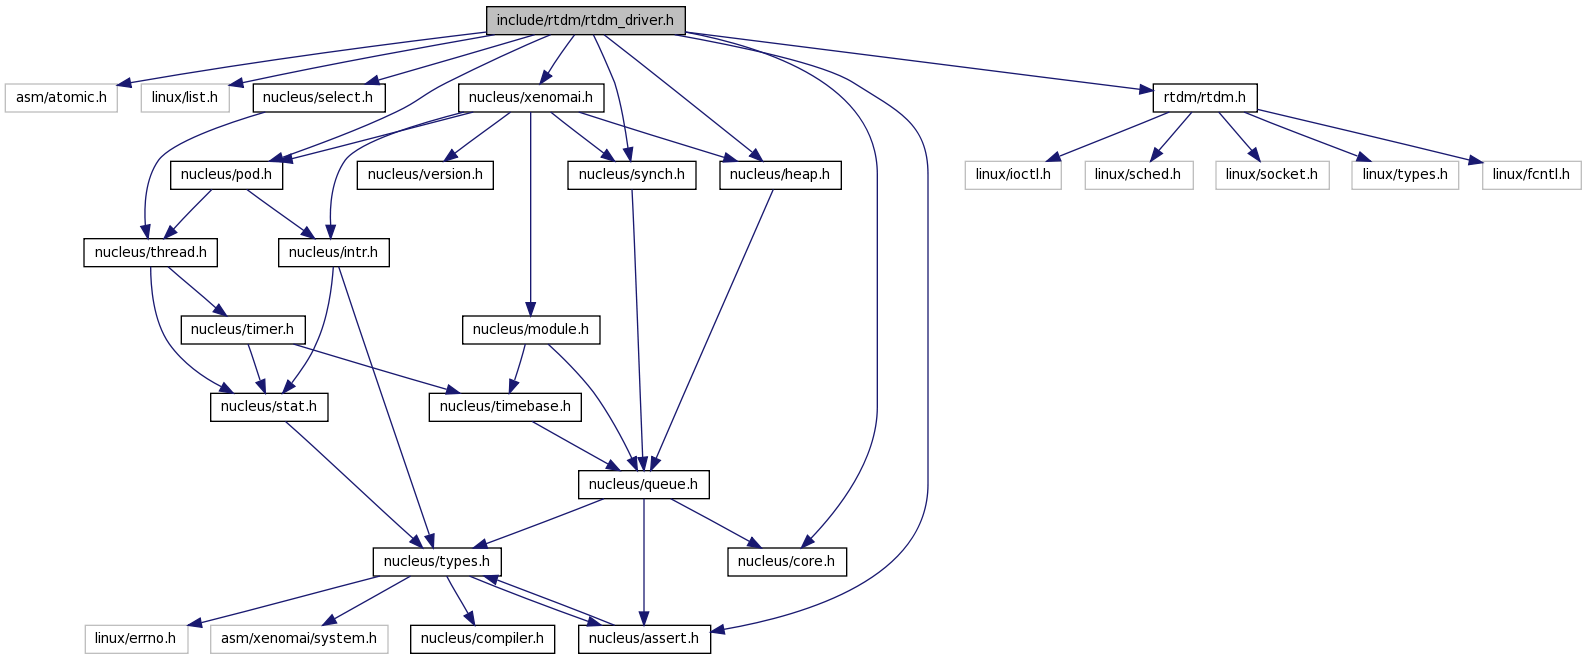 include/rtdm/rtdm_driver.h
asm/atomic.h
linux/list.h
nucleus/select.h
nucleus/xenomai.h
rtdm/rtdm.h
nucleus/pod.h
nucleus/version.h
nucleus/synch.h
nucleus/heap.h
linux/ioctl.h
linux/sched.h
linux/socket.h
linux/types.h
linux/fcntl.h
nucleus/thread.h
nucleus/intr.h
nucleus/timer.h
nucleus/module.h
nucleus/stat.h
nucleus/timebase.h
nucleus/queue.h
nucleus/types.h
nucleus/core.h
linux/errno.h
asm/xenomai/system.h
nucleus/compiler.h
nucleus/assert.h